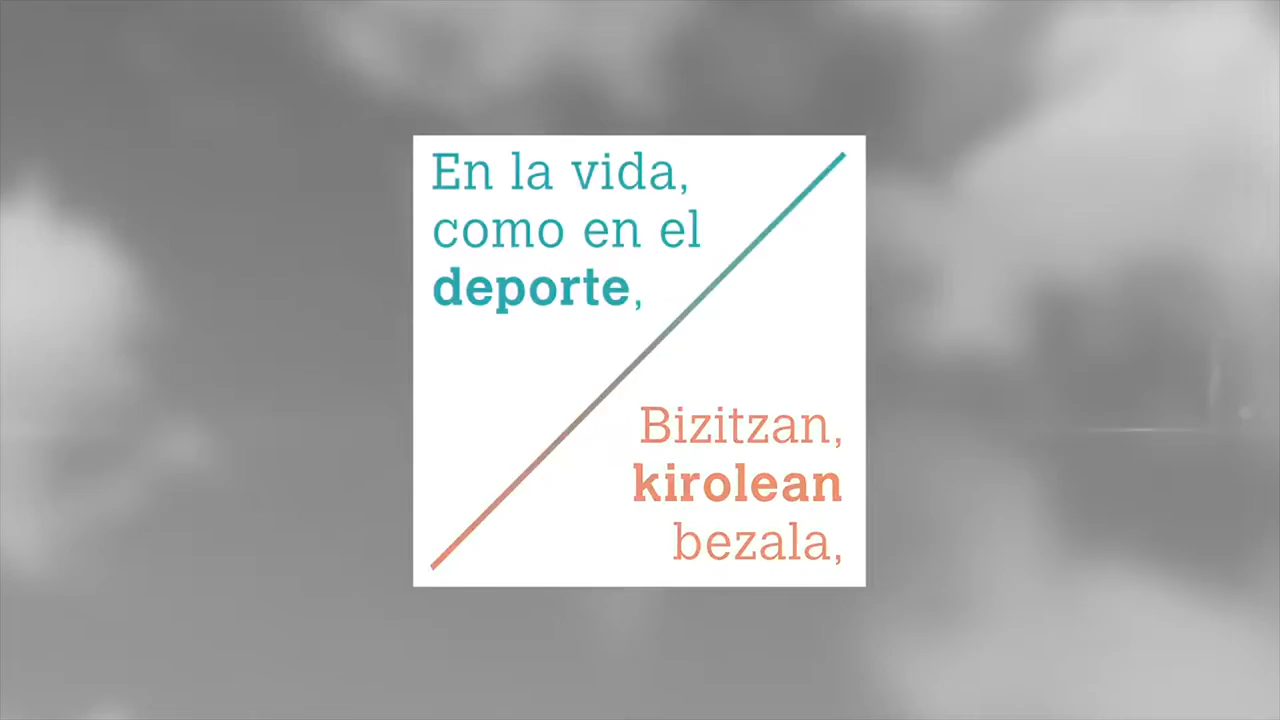 En la vida,
como en el
deporte,
Bizitzan,
kirolean
bezala,